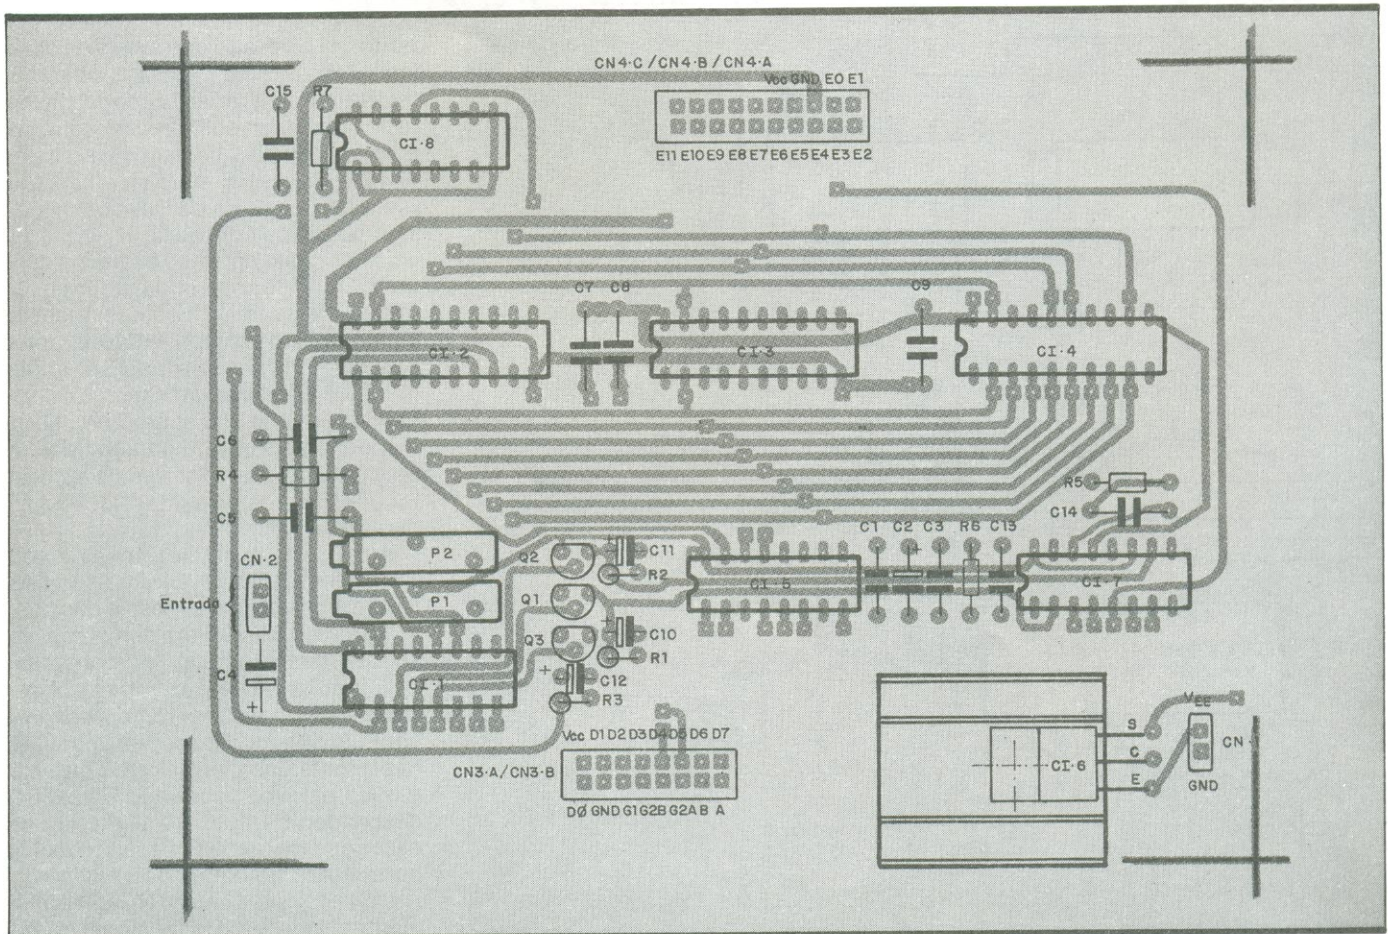 CN4·C/CN4·B/CN4·A
Vcc GND E0 E1
C15 R7
CI·8
E11 E10 E9 E8 E7 E6 E5 E4 E3 E2
C7 C8 C9
CI·2 CI·3 CI·4
C6
R4
R5
C5
C14
C1 C2 + C3 R6 C13
P2
Q2
+ C11
CN·2
R2
CI·5
CI·7
Entrada
P1
Q1
Q3
+ C10
R1
C4
+
CI·1
+ C12
R3
VEE
S
CN·
Vcc D1 D2 D3 D4 D5 D6 D7
C
CI·6
CN3·A/CN3·B
E
GND
DØ GND G1 G2B G2A B A